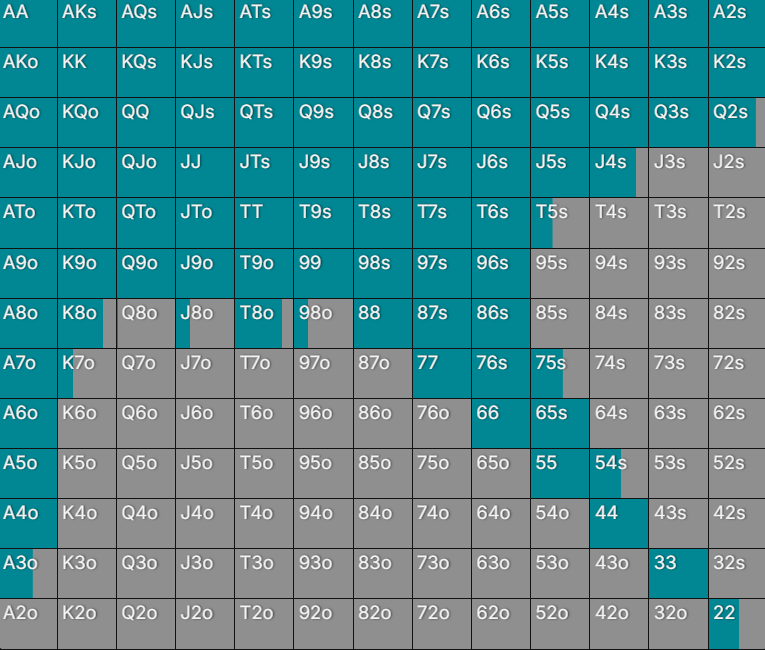 AA AKs AQs AJs ATs A9s A8s A7s A6s A5s A4s A3s A2s
AKo KK KQs KJs KTs K9s K8s K7s K6s K5s K4s K3s K2s
AQo KQo QQ QJs QTs Q9s Q8s Q7s Q6s Q5s Q4s Q3s Q2s
AJo KJo QJo JJ JTs J9s J8s J7s J6s J5s J4s J3s J2s
ATo KTo QTo JTo TT T9s T8s T7s T6s T5s T4s T3s T2s
A9o K9o Q9o J9o T9o 99 98s 97s 96s 95s 94s 93s 92s
A8o K8o Q8o J8o T8o 98o 88 87s 86s 85s 84s 83s 82s
A7o K7o Q7o J7o T7o 97o 87o 77 76s 75s 74s 73s 72s
A6o K6o Q6o J6o T6o 96o 86o 76o 66 65s 64s 63s 62s
A5o K5o Q5o J5o T5o 95o 85o 75o 65o 55 54s 53s 52s
A4o K4o Q4o J4o T4o 94o 84o 74o 64o 54o 44 43s 42s
A3o K3o Q3o J3o T3o 93o 83o 73o 63o 53o 43o 33 32s
A2o K2o Q2o J2o T2o 92o 82o 72o 62o 52o 42o 32o 22